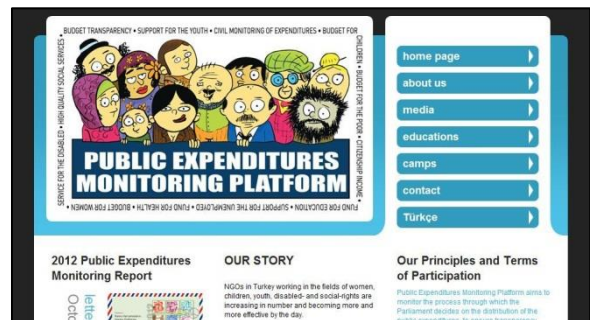 BUDGET TRANSPARENCY • SUPPORT FOR THE YOUTH • CIVIL MONITORING OF EXPENDITURES • BUDGET FOR
CHILDREN • BUDGET FOR THE POOR • CITIZENSHIP INCOME •
FUND FOR EDUCATION • SUPPORT FOR THE UNEMPLOYED • FUND FOR HEALTH • BUDGET FOR WOMEN •
SERVICE FOR THE DISABLED • HIGH QUALITY SOCIAL SERVICES •
PUBLIC EXPENDITURES
MONITORING PLATFORM
home page
about us
media
educations
camps
contact
Türkçe
2012 Public Expenditures
Monitoring Report
lette
Octo
OUR STORY
NGOs in Turkey working in the fields of women,
children, youth, disabled- and social-rights are
increasing in number and becoming more and
more effective by the day.
Our Principles and Terms
of Participation
Public Expenditures Monitoring Platform aims to
monitor the process through which the
Parliament decides on the distribution of the